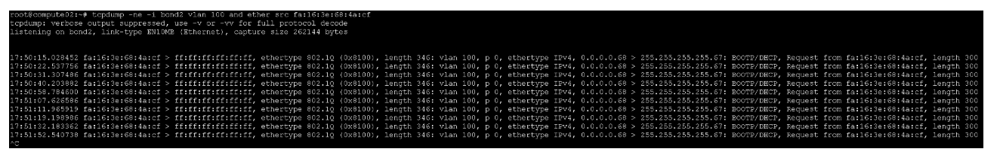 root@compute02:~# tcpdump -ne -i bond2 vlan 100 and ether src fa:16:3e:68:4a:cf
tcpdump: verbose output suppressed, use -v or -vv for full protocol decode
listening on bond2, link-type EN10MB (Ethernet), capture size 262144 bytes
17:50:15.028452 fa:16:3e:68:4a:cf > ff:ff:ff:ff:ff:ff, ethertype 802.1Q (0x8100), length 346: vlan 100, p 0, ethertype IPv4, 0.0.0.0.68 > 255.255.255.255.67: BOOTP/DHCP, Request from fa:16:3e:68:4a:cf, length 300
17:50:22.537756 fa:16:3e:68:4a:cf > ff:ff:ff:ff:ff:ff, ethertype 802.1Q (0x8100), length 346: vlan 100, p 0, ethertype IPv4, 0.0.0.0.68 > 255.255.255.255.67: BOOTP/DHCP, Request from fa:16:3e:68:4a:cf, length 300
17:50:31.307486 fa:16:3e:68:4a:cf > ff:ff:ff:ff:ff:ff, ethertype 802.1Q (0x8100), length 346: vlan 100, p 0, ethertype IPv4, 0.0.0.0.68 > 255.255.255.255.67: BOOTP/DHCP, Request from fa:16:3e:68:4a:cf, length 300
17:50:40.203882 fa:16:3e:68:4a:cf > ff:ff:ff:ff:ff:ff, ethertype 802.1Q (0x8100), length 346: vlan 100, p 0, ethertype IPv4, 0.0.0.0.68 > 255.255.255.255.67: BOOTP/DHCP, Request from fa:16:3e:68:4a:cf, length 300
17:50:58.784600 fa:16:3e:68:4a:cf > ff:ff:ff:ff:ff:ff, ethertype 802.1Q (0x8100), length 346: vlan 100, p 0, ethertype IPv4, 0.0.0.0.68 > 255.255.255.255.67: BOOTP/DHCP, Request from fa:16:3e:68:4a:cf, length 300
17:51:07.626586 fa:16:3e:68:4a:cf > ff:ff:ff:ff:ff:ff, ethertype 802.1Q (0x8100), length 346: vlan 100, p 0, ethertype IPv4, 0.0.0.0.68 > 255.255.255.255.67: BOOTP/DHCP, Request from fa:16:3e:68:4a:cf, length 300
17:51:11.965919 fa:16:3e:68:4a:cf > ff:ff:ff:ff:ff:ff, ethertype 802.1Q (0x8100), length 346: vlan 100, p 0, ethertype IPv4, 0.0.0.0.68 > 255.255.255.255.67: BOOTP/DHCP, Request from fa:16:3e:68:4a:cf, length 300
17:51:19.198986 fa:16:3e:68:4a:cf > ff:ff:ff:ff:ff:ff, ethertype 802.1Q (0x8100), length 346: vlan 100, p 0, ethertype IPv4, 0.0.0.0.68 > 255.255.255.255.67: BOOTP/DHCP, Request from fa:16:3e:68:4a:cf, length 300
17:51:32.183362 fa:16:3e:68:4a:cf > ff:ff:ff:ff:ff:ff, ethertype 802.1Q (0x8100), length 346: vlan 100, p 0, ethertype IPv4, 0.0.0.0.68 > 255.255.255.255.67: BOOTP/DHCP, Request from fa:16:3e:68:4a:cf, length 300
17:51:52.540738 fa:16:3e:68:4a:cf > ff:ff:ff:ff:ff:ff, ethertype 802.1Q (0x8100), length 346: vlan 100, p 0, ethertype IPv4, 0.0.0.0.68 > 255.255.255.255.67: BOOTP/DHCP, Request from fa:16:3e:68:4a:cf, length 300
^C